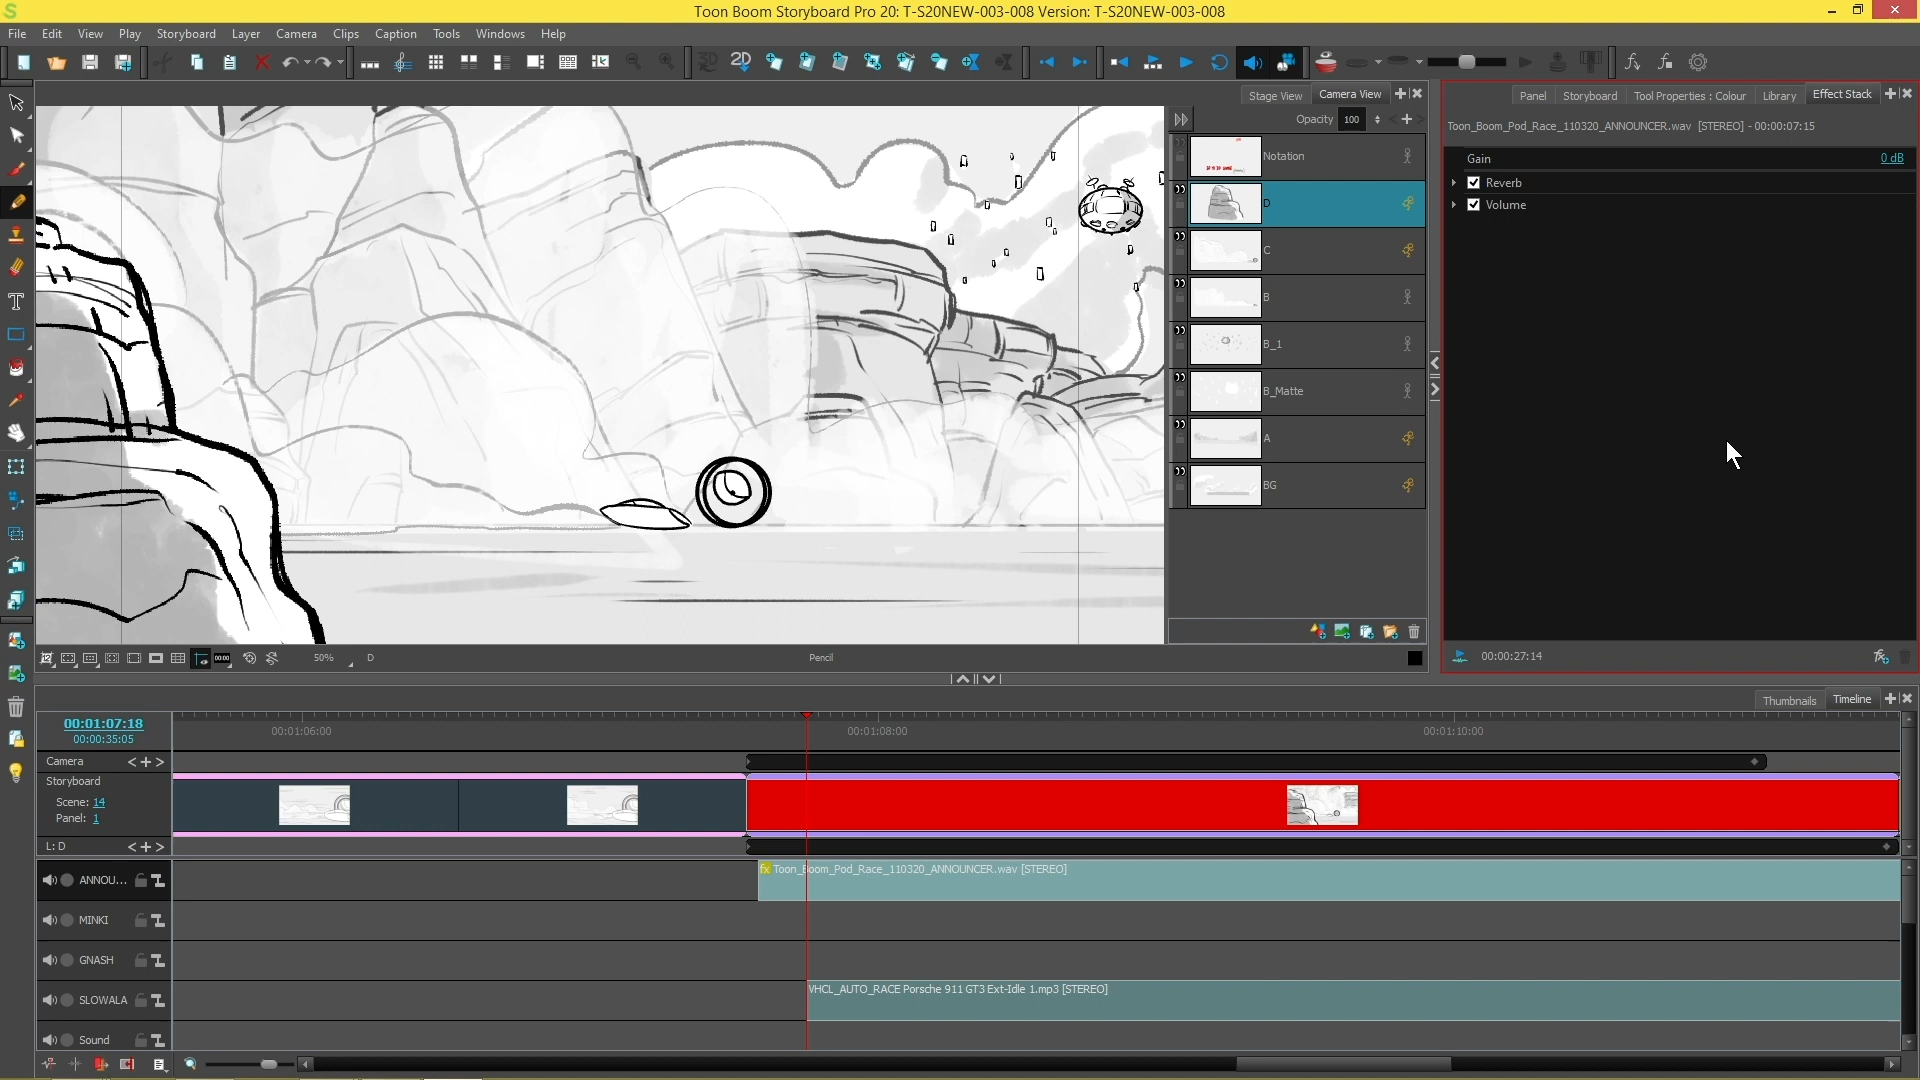 Toon Boom Storyboard Pro 20: T-S20NEW-003-008 Version: T-S20NEW-003-008
File Edit View Play Storyboard Layer Camera Clips Caption Tools Windows Help
3D 2D
Stage View Camera View
Panel Storyboard Tool Properties : Colour Library Effect Stack
Opacity 100
Toon_Boom_Pod_Race_110320_ANNOUNCER.wav [STEREO] - 00:00:07:15
Notation
Gain 0 dB
Reverb
Volume
D
C
B
B_1
B_Matte
A
BG
50% D Pencil
00:00:27:14
Thumbnails Timeline
00:01:07:18
00:00:35:05
00:01:06:00 00:01:08:00 00:01:10:00
Camera
Storyboard
Scene: 14
Panel: 1
L: D
ANNOU...
fx Toon_Boom_Pod_Race_110320_ANNOUNCER.wav [STEREO]
MINKI
GNASH
SLOWALA
VHCL_AUTO_RACE Porsche 911 GT3 Ext-Idle 1.mp3 [STEREO]
Sound